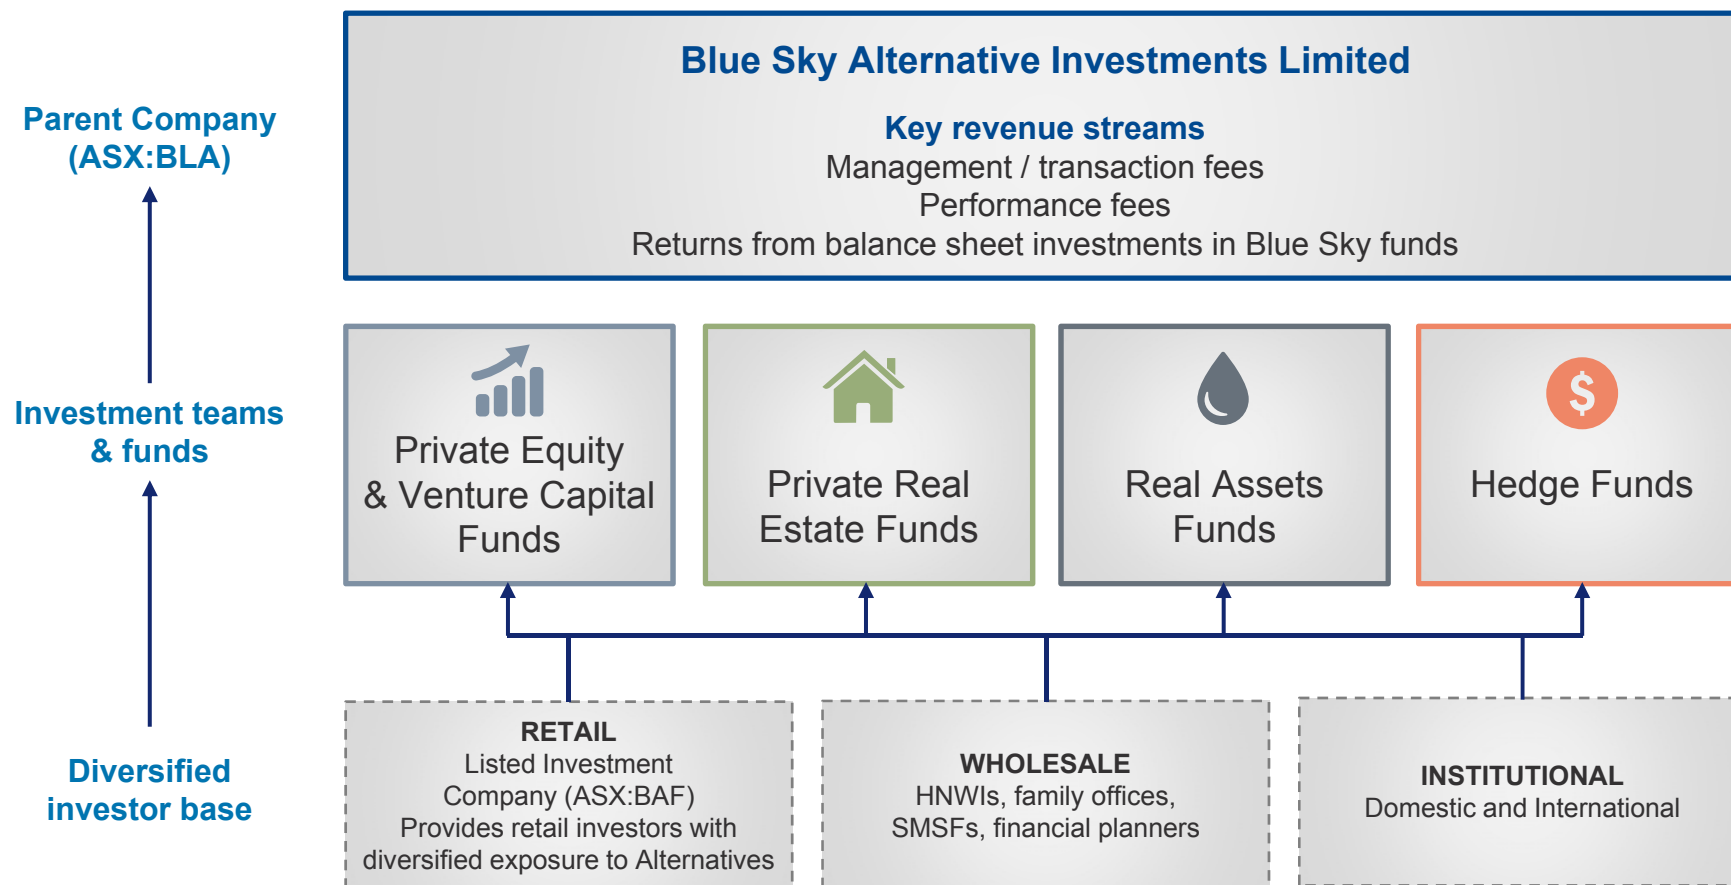 Blue Sky Alternative Investments Limited
Key revenue streams
Management / transaction fees
Performance fees
Returns from balance sheet investments in Blue Sky funds
Parent Company
(ASX:BLA)
Investment teams
& funds
Private Equity
& Venture Capital
Funds
Private Real
Estate Funds
Real Assets
Funds
$
Hedge Funds
Diversified
investor base
RETAIL
Listed Investment
Company (ASX:BAF)
Provides retail investors with
diversified exposure to Alternatives
WHOLESALE
HNWIs, family offices,
SMSFs, financial planners
INSTITUTIONAL
Domestic and International